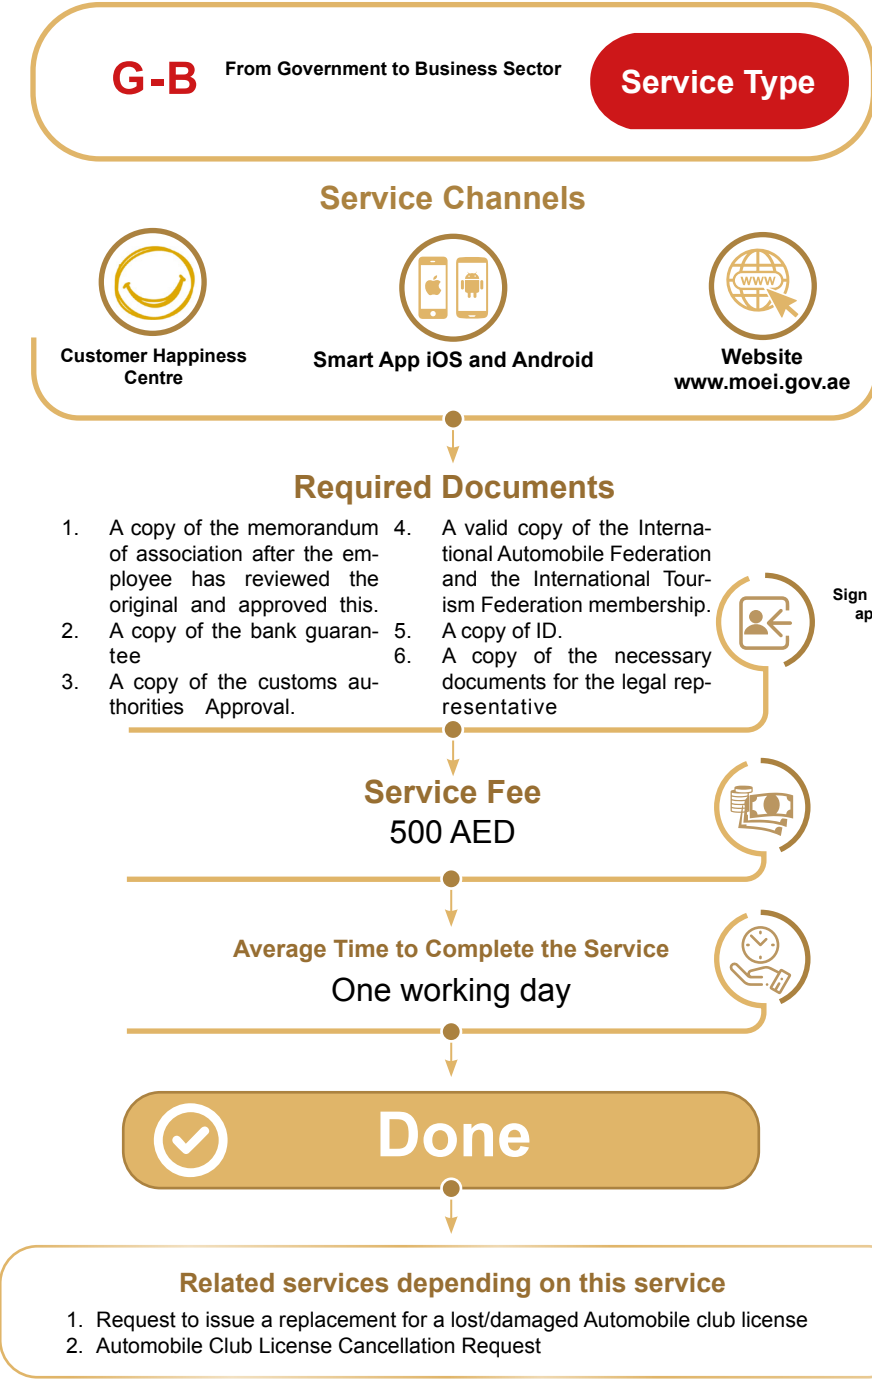 G-B
From Government to Business Sector
Service Type
Service Channels
Customer Happiness
Centre
Smart App iOS and Android
www
Website
www.moei.gov.ae
Required Documents
1. A copy of the memorandum
of association after the em-
ployee has reviewed the
original and approved this.
2. A copy of the bank guaran-
tee
3. A copy of the customs au-
thorities Approval.
4. A valid copy of the Interna-
tional Automobile Federation
and the International Tour-
ism Federation membership.
5. A copy of ID.
6. A copy of the necessary
documents for the legal rep-
resentative
Sign
Service Fee
500 AED
Average Time to Complete the Service
One working day
Done
Related services depending on this service
1. Request to issue a replacement for a lost/damaged Automobile club license
2. Automobile Club License Cancellation Request